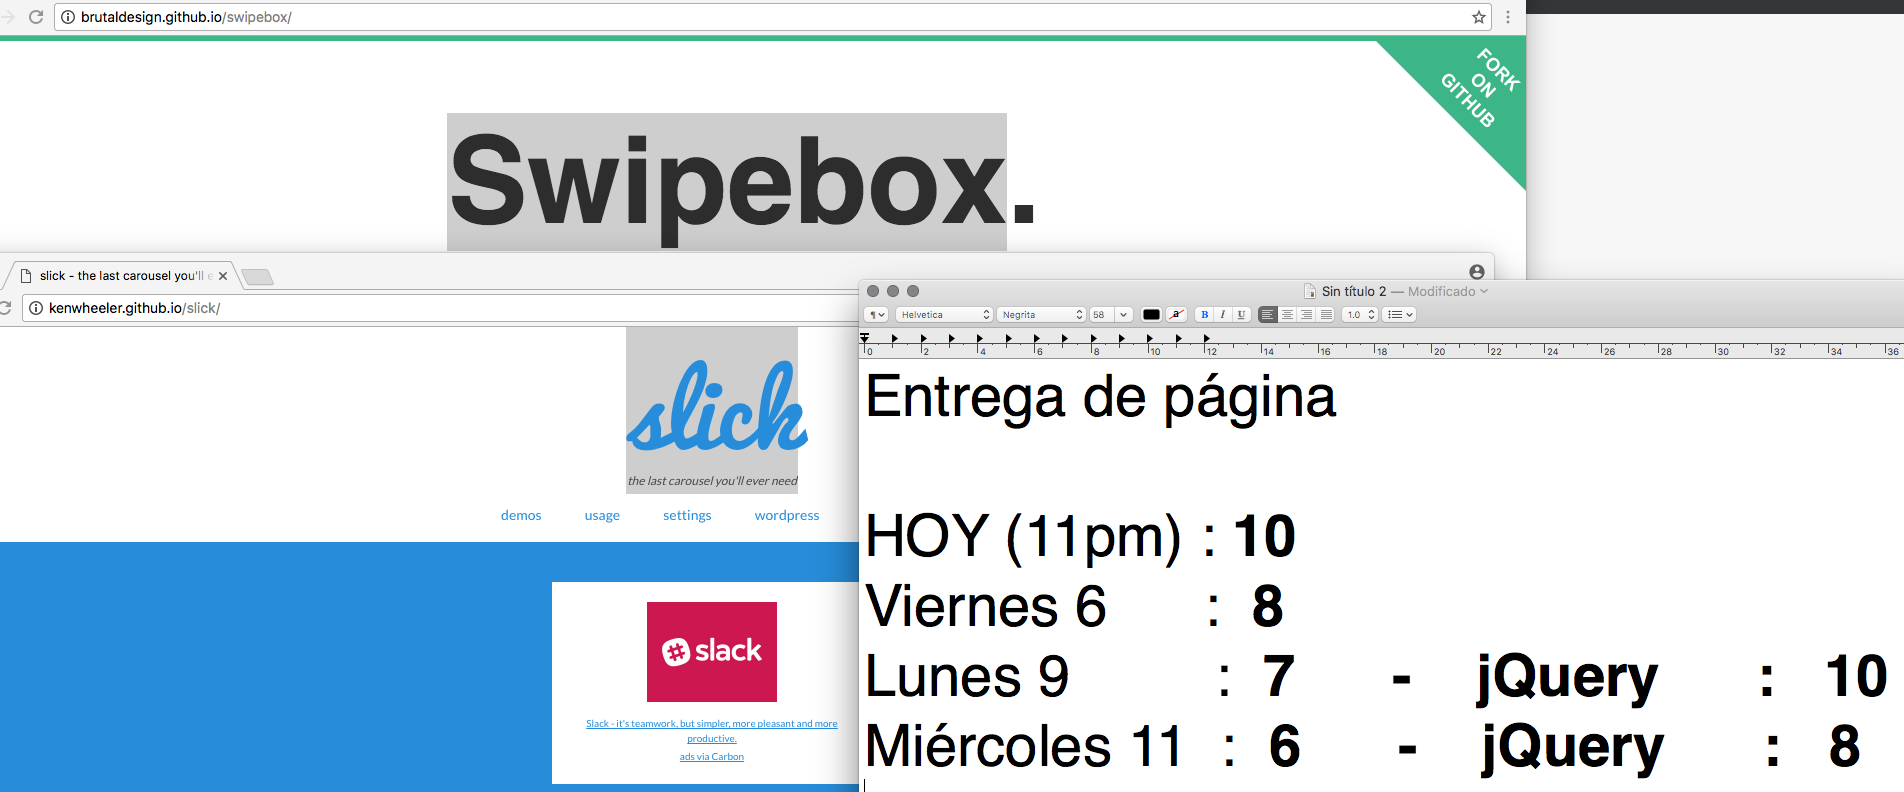 brutaldesign.github.io/swipebox/
FORK
ON
GITHUB
Swipebox.
slick - the last carousel you'll e
kenwheeler.github.io/slick/
slick
the last carousel you'll ever need
demos usage settings wordpress
slack
Slack - it's teamwork, but simpler, more pleasant and more
productive.
ads via Carbon
Sin título 2 — Modificado
¶ Helvetica Negrita 58 a B I U 1.0
0 2 4 6 8 10 12 14 16 18 20 22 24 26 28 30 32 34 36
Entrega de página
HOY (11pm) : 10
Viernes 6 : 8
Lunes 9 : 7 - jQuery : 10
Miércoles 11 : 6 - jQuery : 8